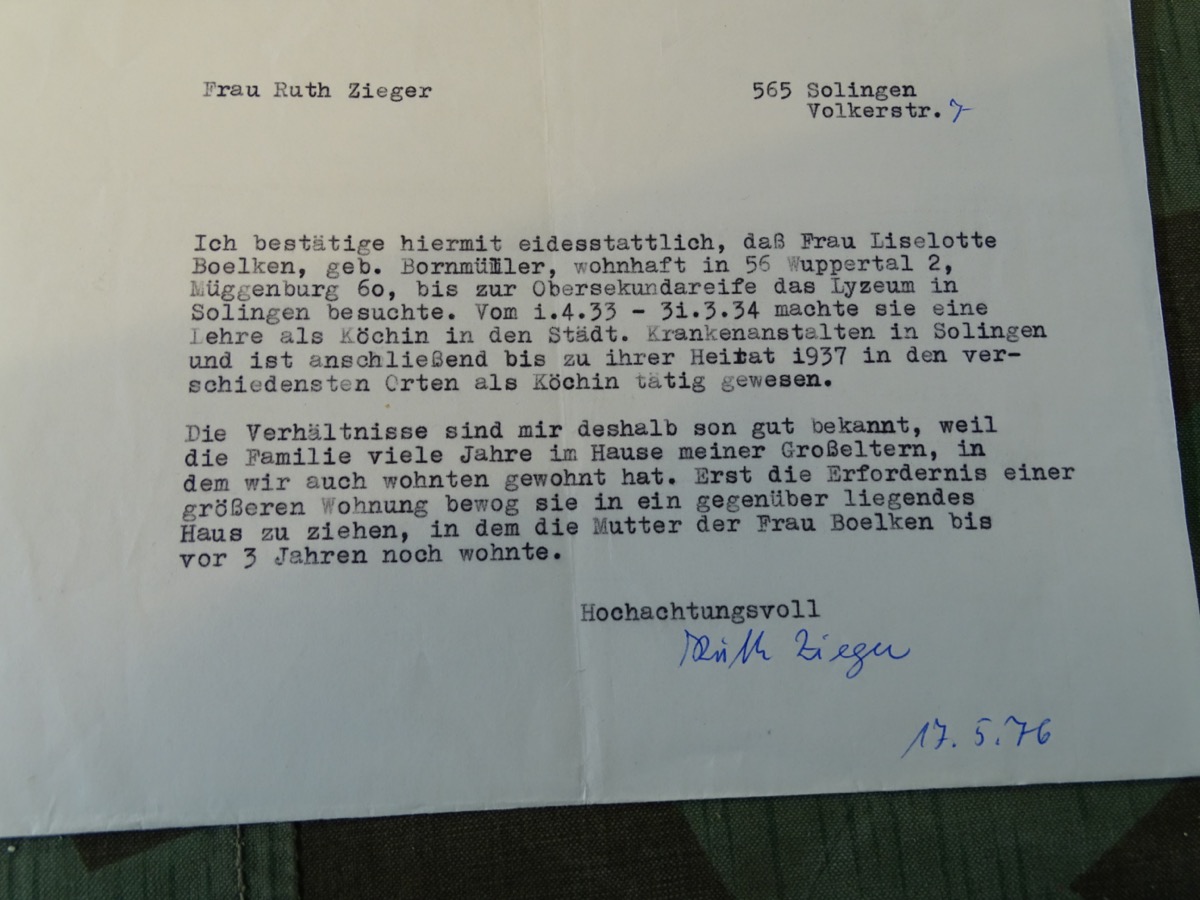 Frau Ruth Zieger
565 Solingen
Volkerstr. 7
Ich bestätige hiermit eidesstattlich, daß Frau Liselotte
Boelken, geb. Bornmüller, wohnhaft in 56 Wuppertal 2,
Müggenburg 6o, bis zur Obersekundareife das Lyzeum in
Solingen besuchte. Vom i.4.33 - 3i.3.34 machte sie eine
Lehre als Köchin in den Städt. Krankenanstalten in Solingen
und ist anschließend bis zu ihrer Heitat i937 in den ver-
schiedensten Orten als Köchin tätig gewesen.
Die Verhältnisse sind mir deshalb son gut bekannt, weil
die Familie viele Jahre im Hause meiner Großeltern, in
dem wir auch wohnten gewohnt hat. Erst die Erfordernis einer
größeren Wohnung bewog sie in ein gegenüber liegendes
Haus zu ziehen, in dem die Mutter der Frau Boelken bis
vor 3 Jahren noch wohnte.
Hochachtungsvoll
Ruth Zieger
17. 5. 76